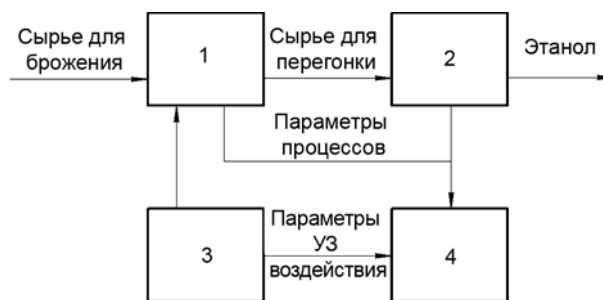 Сырье для
брожения
1
Сырье для
перегонки
2
Этанол
Параметры
процессов
3
Параметры
УЗ
воздействия
4